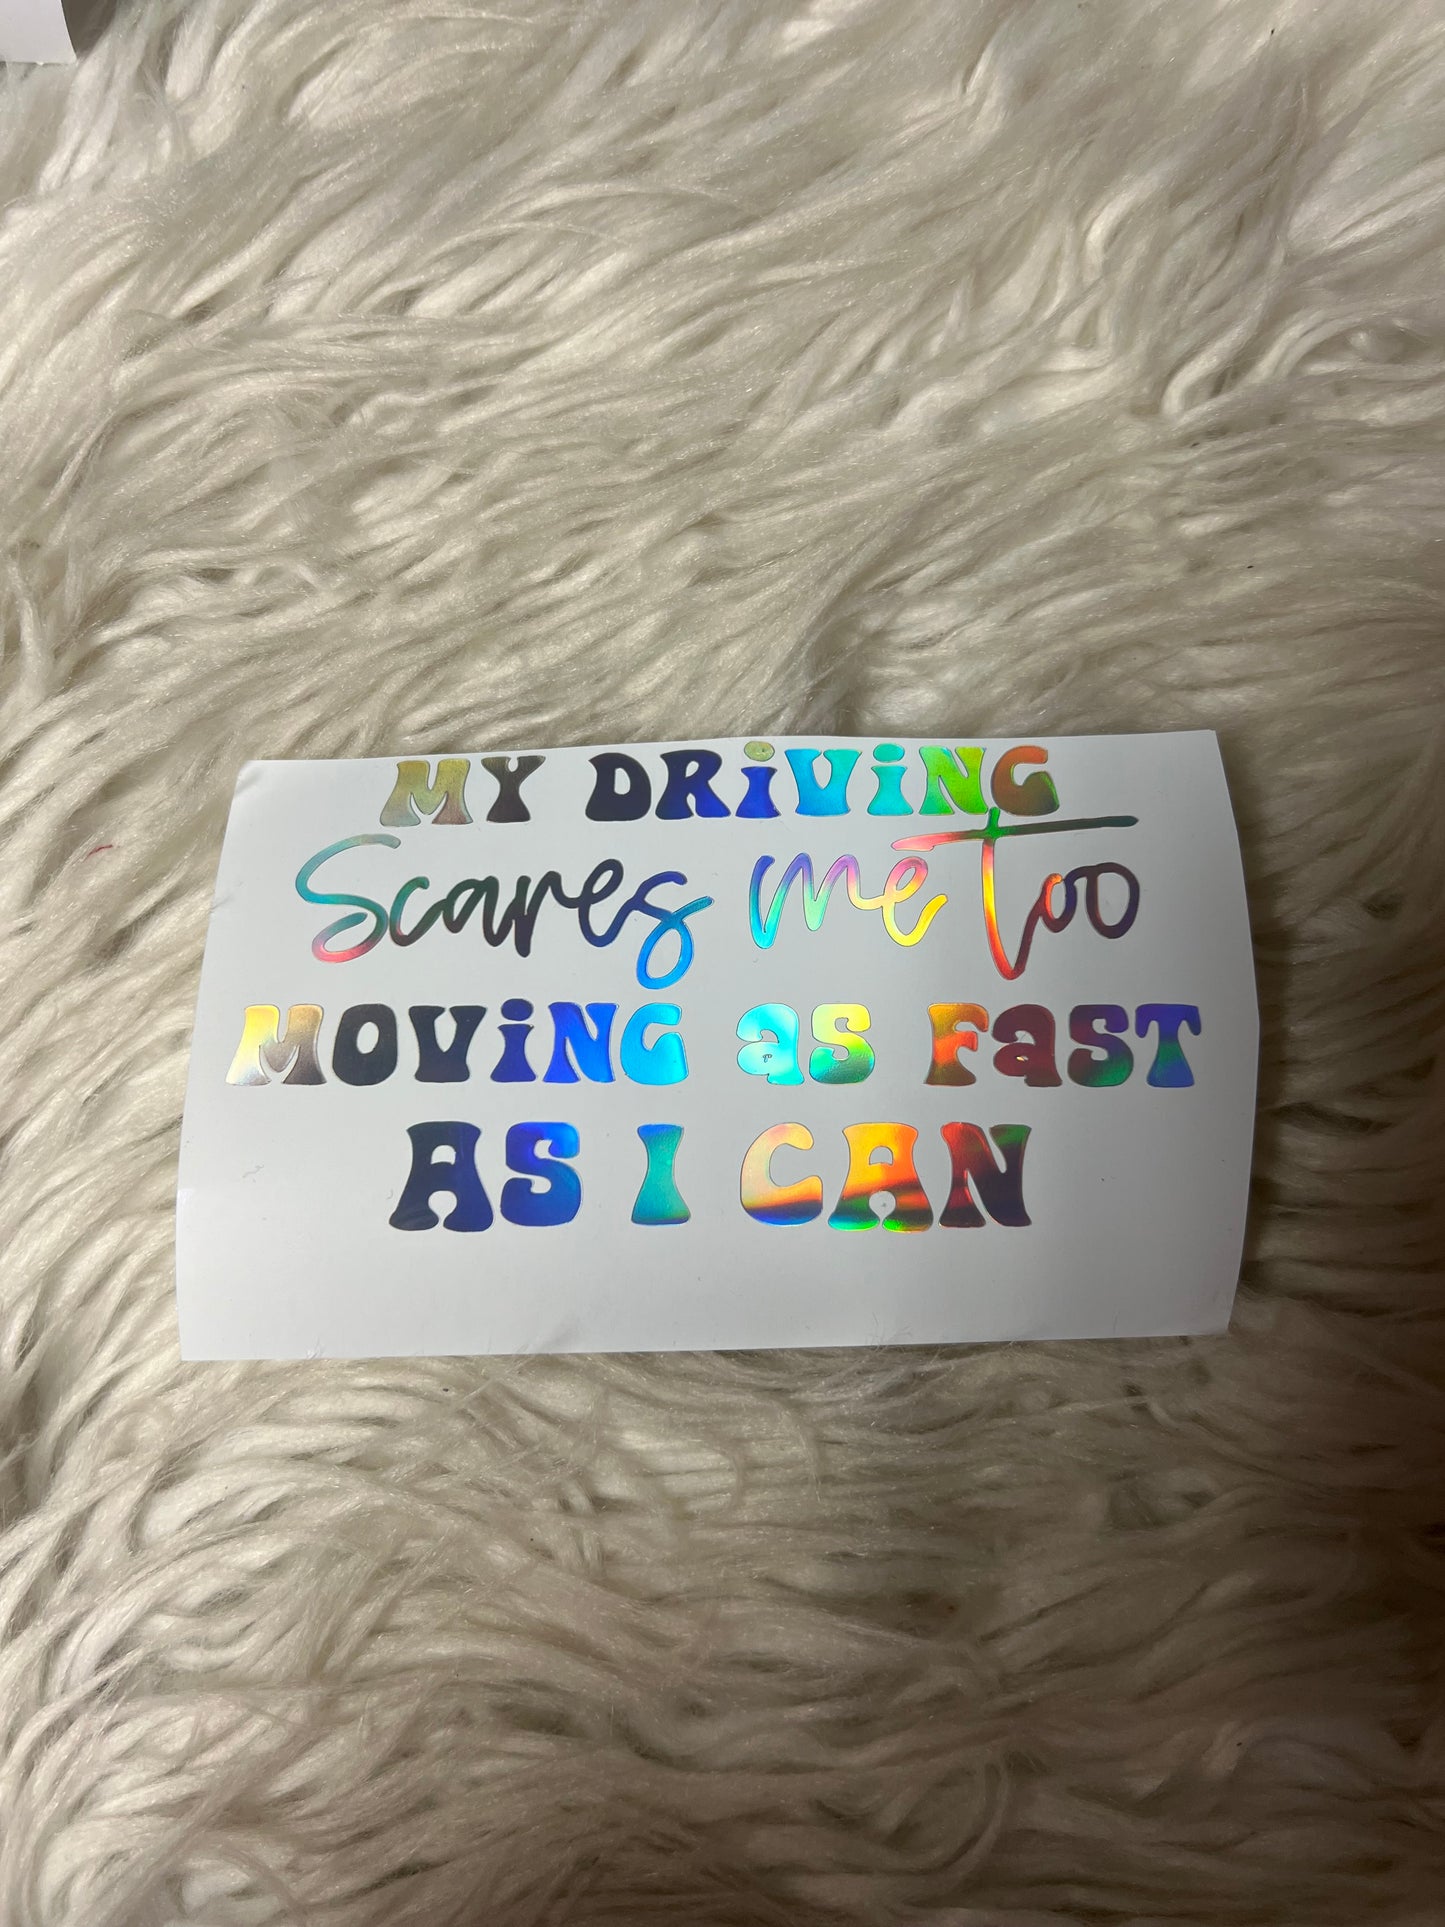 MY DRiViNG
Scares me too
MOViNG as Fast
AS I CAN